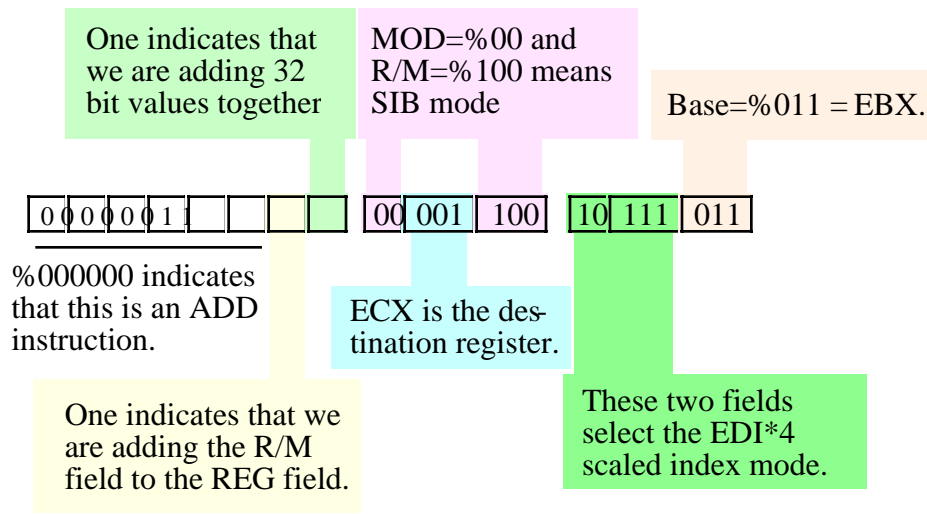 One indicates that
we are adding 32
bit values together
MOD=%00 and
R/M=%100 means
SIB mode
Base=%011 = EBX.
0 0 0 0 0 0 1 1
00 001 100 10 111 011
%000000 indicates
that this is an ADD
instruction.
ECX is the des-
tination register.
One indicates that we
are adding the R/M
field to the REG field.
These two fields
select the EDI*4
scaled index mode.